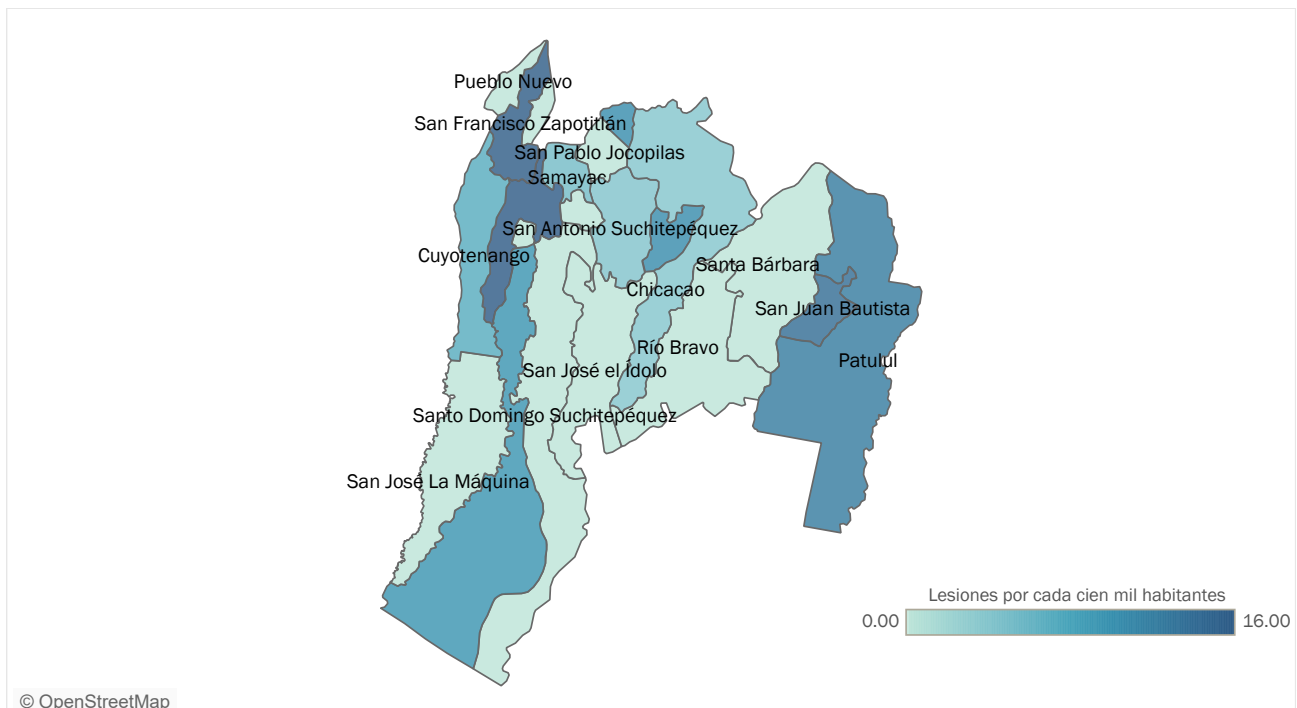 Pueblo Nuevo
San Francisco Zapotitlán
San Pablo Jocopilas
Samayac
San Antonio Suchitepéquez
Cuyotenango
Santa Bárbara
Chicacao
San Juan Bautista
Río Bravo
Patulul
San José el Ídolo
Santo Domingo Suchitepéquez
San José La Máquina
Lesiones por cada cien mil habitantes
0.00
16.00
© OpenStreetMap